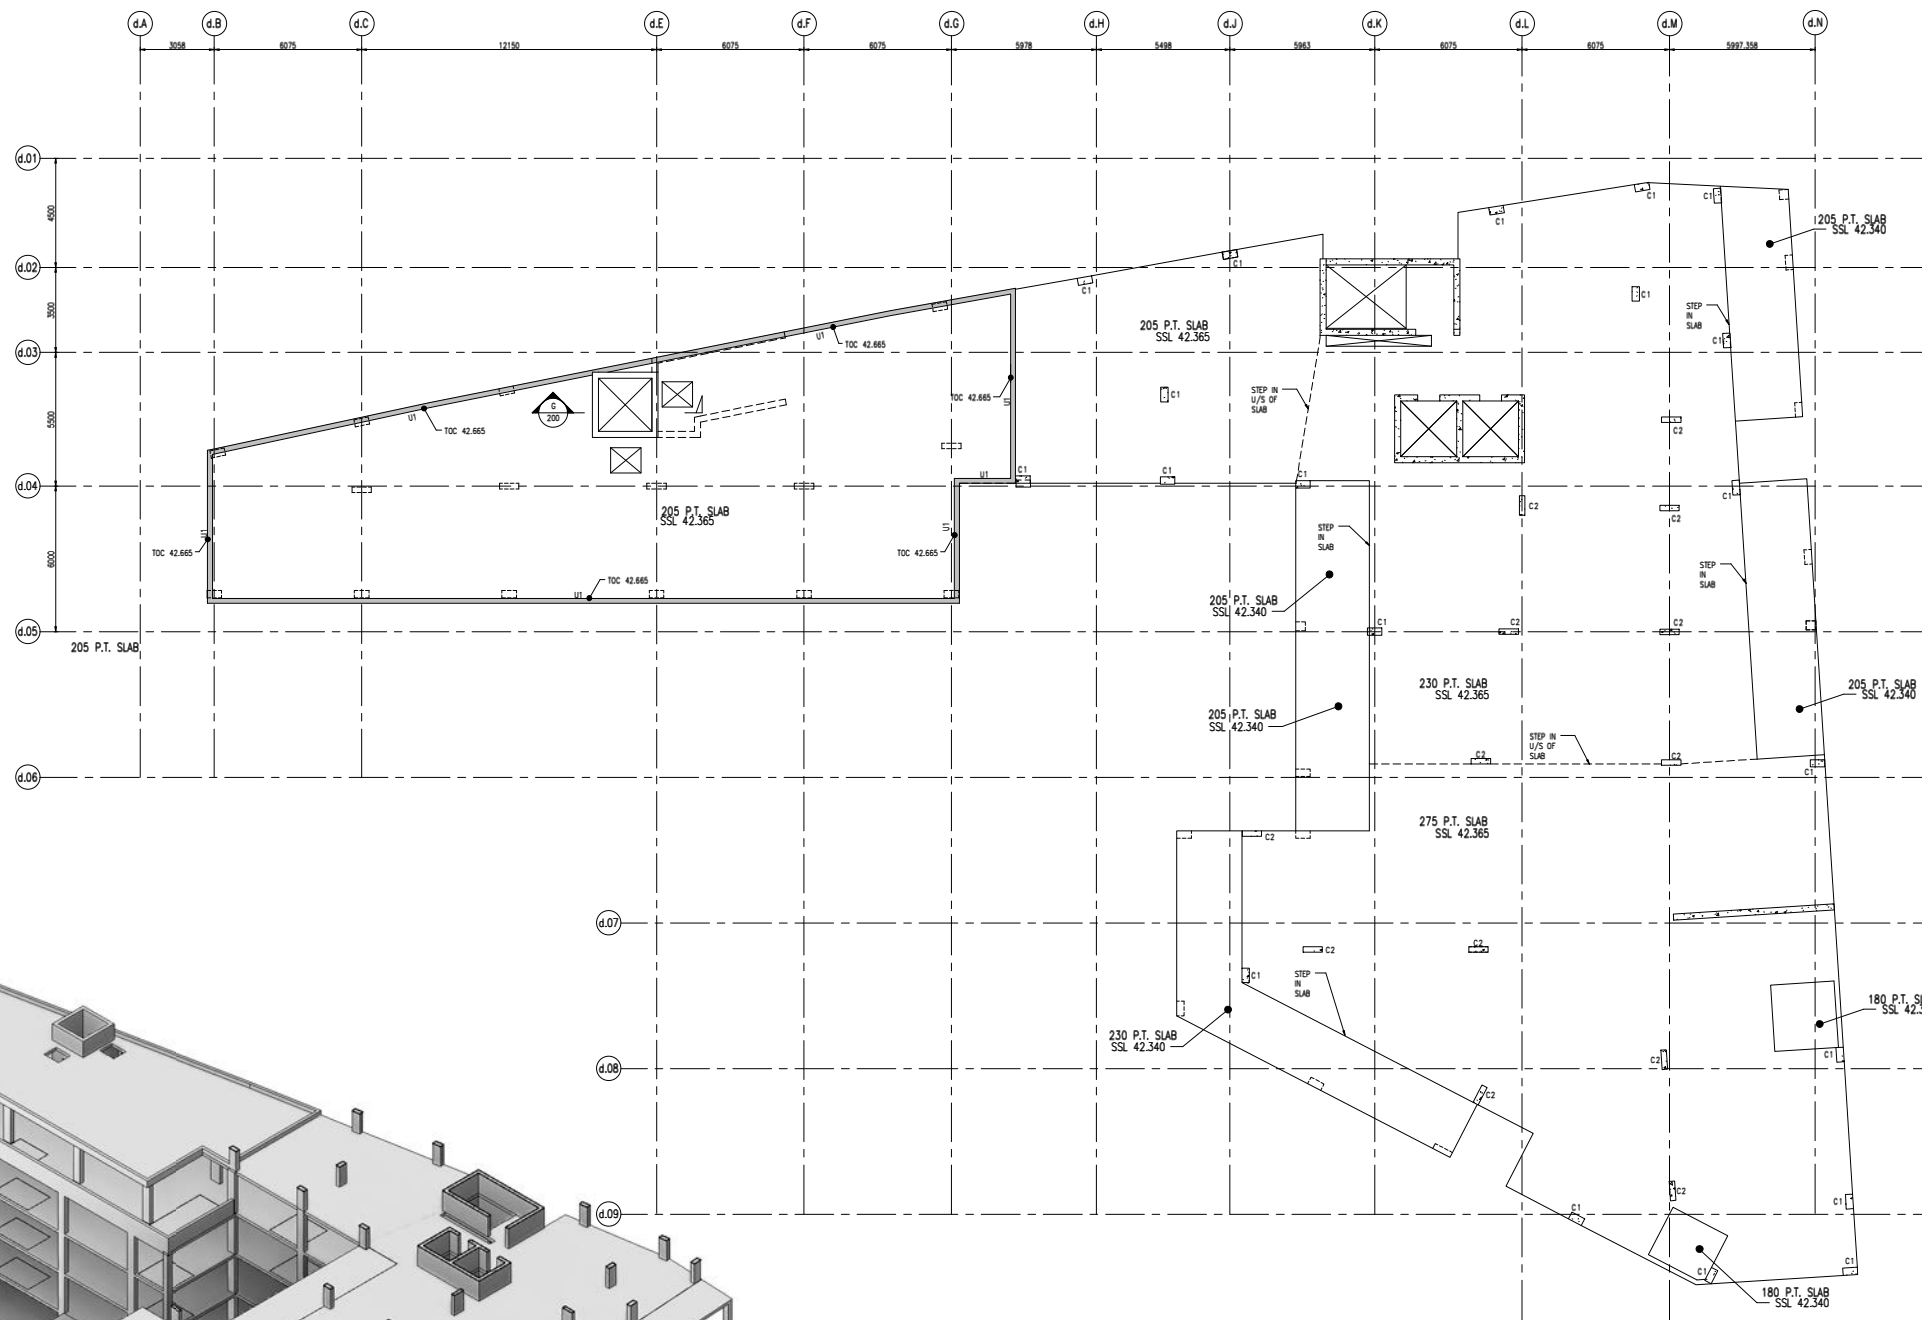 d.A d.B d.C d.E d.F d.G d.H d.J d.K d.L d.M d.N
3058 6075 12150 6075 6075 5978 5498 5963 6075 6075 5997.358
d.01
4500
C1
C1
C1
205 P.T. SLAB
SSL 42.340
C1
d.02
C1
C1
3500
STEP
IN
SLAB
205 P.T. SLAB
SSL 42.365
U1
TOC 42.665
C1
d.03
5500
TOC 42.665
U1
C1
STEP IN
U/S OF
SLAB
G
200
U1
TOC 42.665
C2
C1
C1
C1
U1
d.04
C1
205 P.T. SLAB
SSL 42.365
C2
C2
U1
TOC 42.665
U1
TOC 42.665
STEP
IN
SLAB
6000
STEP
IN
SLAB
TOC 42.665
U1
205 P.T. SLAB
SSL 42.340
C1
C2
C2
d.05
205 P.T. SLAB
230 P.T. SLAB
SSL 42.365
205 P.T. SLAB
SSL 42.340
205 P.T. SLAB
SSL 42.340
STEP IN
U/S OF
SLAB
C2
C2
C1
d.06
275 P.T. SLAB
SSL 42.365
C2
d.07
C2
C2
C1
STEP
IN
SLAB
180 P.T.
230 P.T. SLAB
SSL 42.340
C2
C1
d.08
C2
C2
C1
C1
d.09
C1
180 P.T. SLAB
SSL 42.340